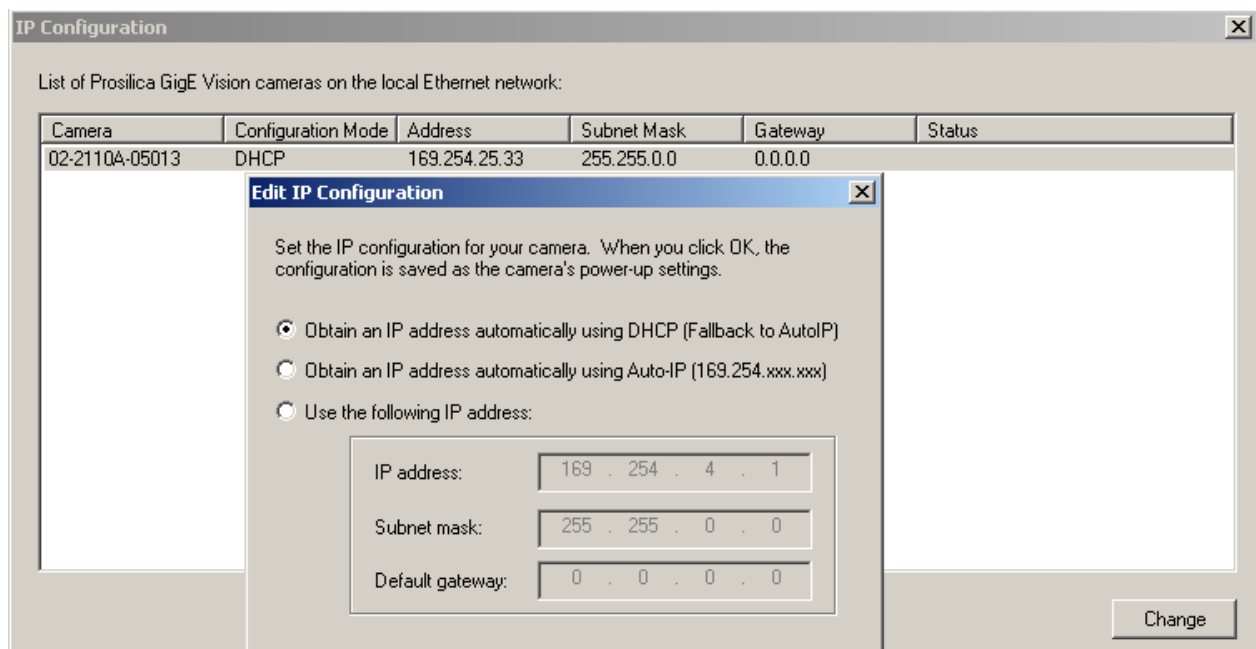 IP Configuration
List of Prosilica GigE Vision cameras on the local Ethernet network:
Camera Configuration Mode Address Subnet Mask Gateway Status
02-2110A-05013 DHCP 169.254.25.33 255.255.0.0 0.0.0.0
Edit IP Configuration
Set the IP configuration for your camera. When you click OK, the
configuration is saved as the camera's power-up settings.
Obtain an IP address automatically using DHCP (Fallback to AutoIP)
Obtain an IP address automatically using Auto-IP (169.254.xxx.xxx)
Use the following IP address:
IP address: 169 . 254 . 4 . 1
Subnet mask: 255 . 255 . 0 . 0
Default gateway: 0 . 0 . 0 . 0
Change